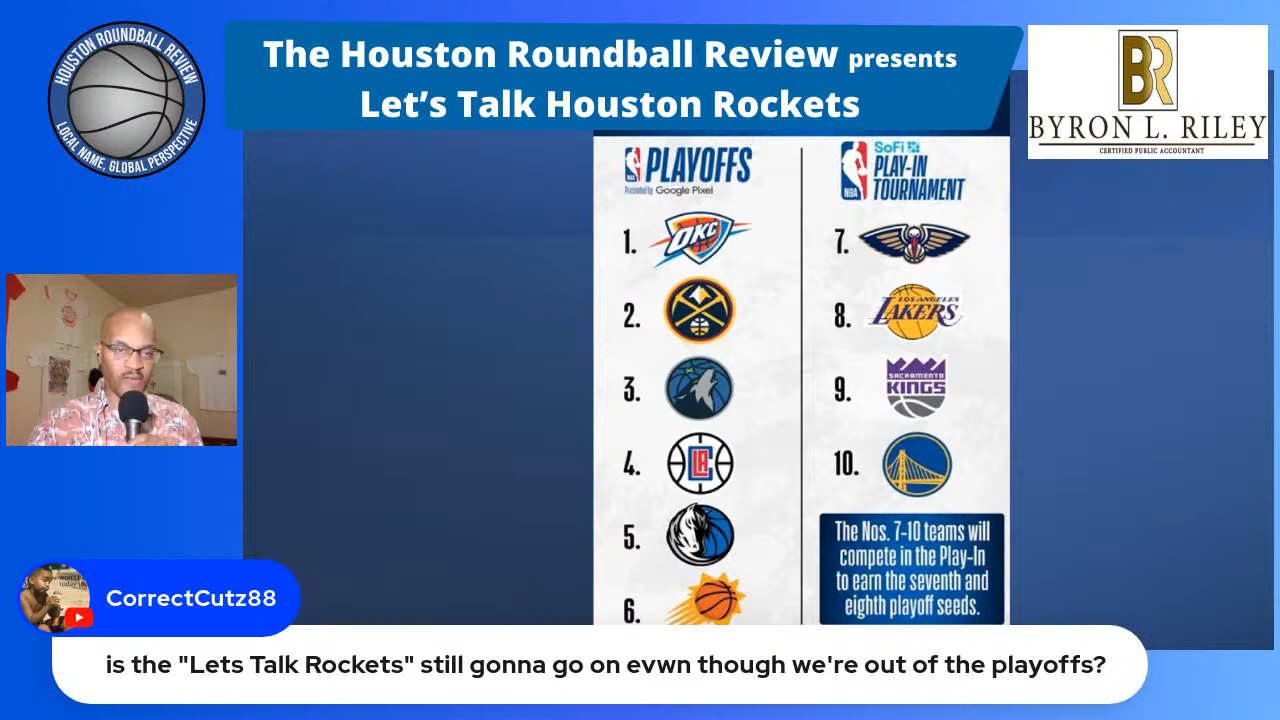 HOUSTON ROUNDBALL REVIEW
LOCAL NAME, GLOBAL PERSPECTIVE
The Houston Roundball Review presents
Let’s Talk Houston Rockets
BR
BYRON L. RILEY
CERTIFIED PUBLIC ACCOUNTANT
NBA
PLAYOFFS
Presented by Google Pixel
1. OKC
2.
3.
4. LA
5.
6.
NBA
SoFi
PLAY-IN
TOURNAMENT
7.
8. LOS ANGELES
LAKERS
9. SACRAMENTO
KINGS
10.
The Nos. 7-10 teams will
compete in the Play-In
to earn the seventh and
eighth playoff seeds.
CorrectCutz88
is the "Lets Talk Rockets" still gonna go on evwn though we're out of the playoffs?